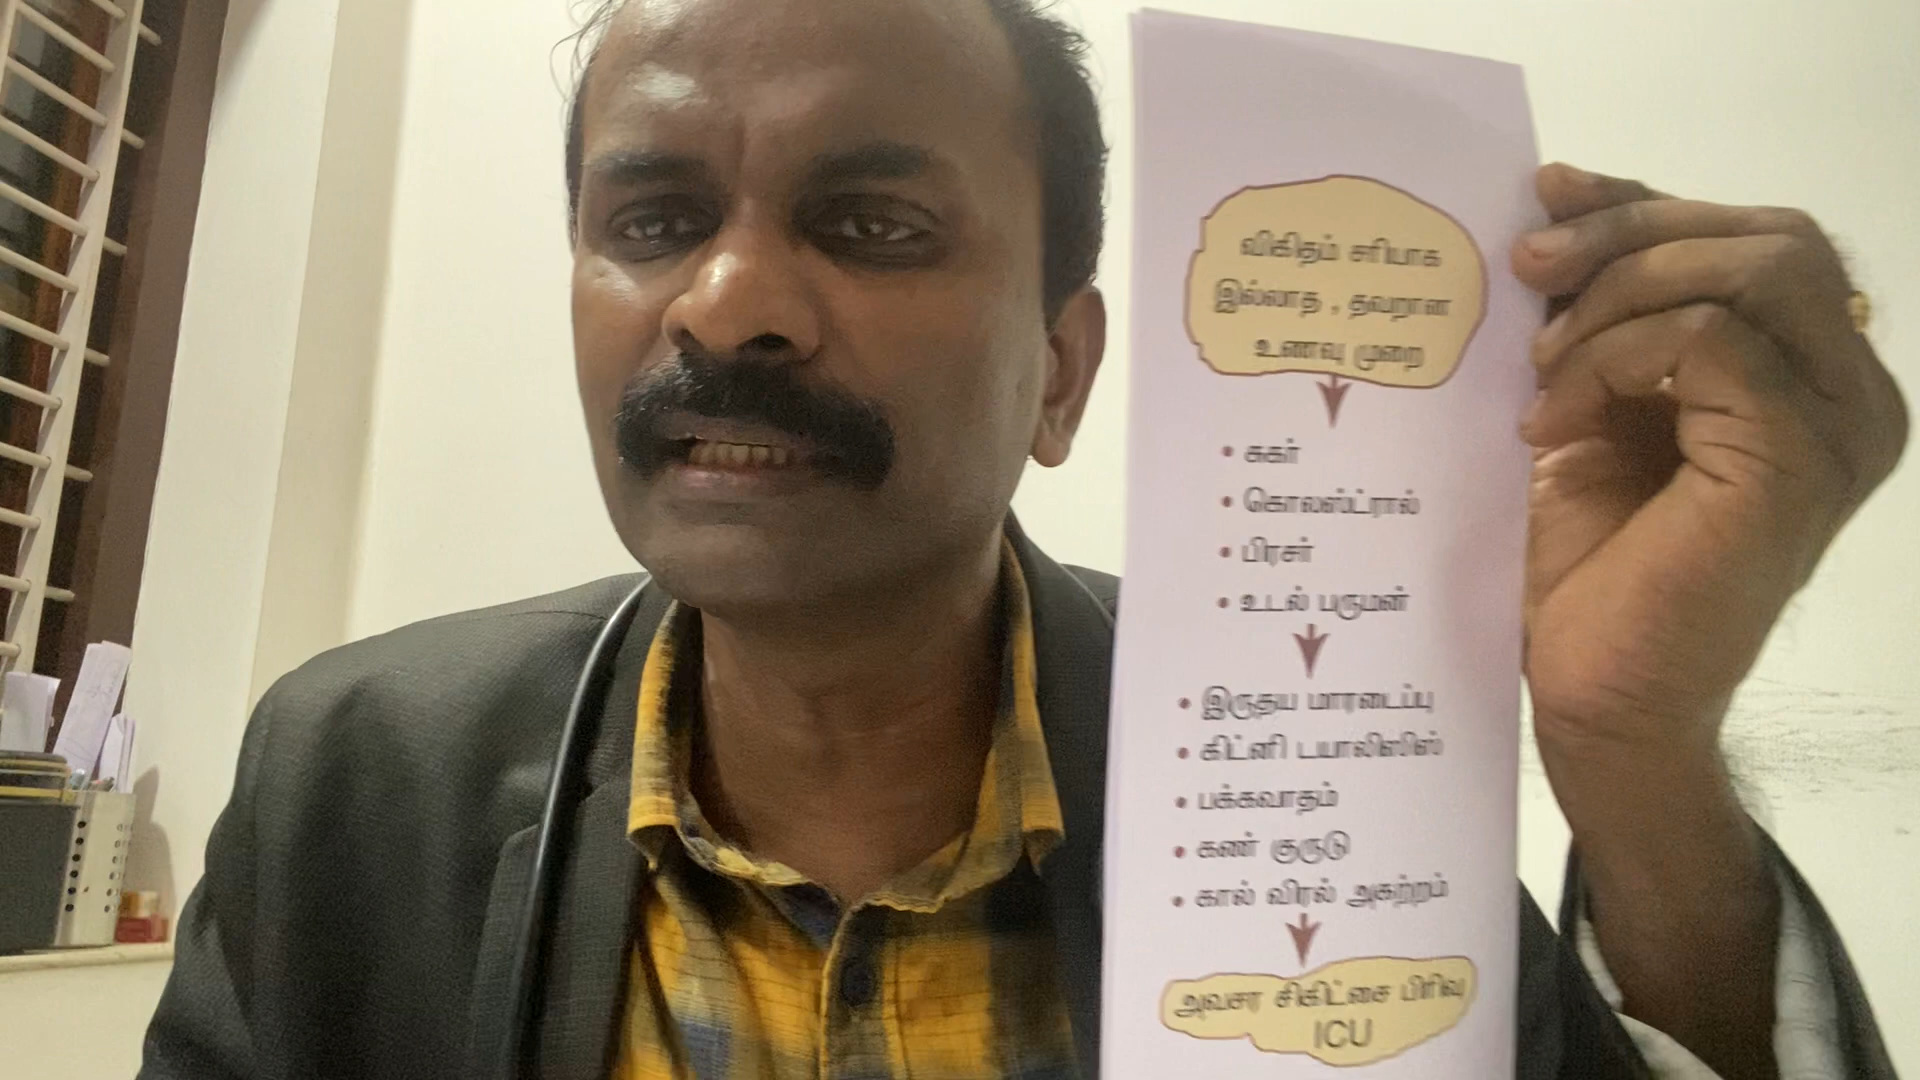 விகிதம் சரியாக
இல்லாத , தவறான
உணவு முறை
• சுகர்
• கொலஸ்ட்ரால்
• பிரசர்
• உடல் பருமன்
• இருதய மாரடைப்பு
• கிட்னி டயாலிஸிஸ்
• பக்கவாதம்
• கண் குருடு
• கால் விரல் அகற்றம்
அவசர சிகிட்சை பிரிவு
ICU